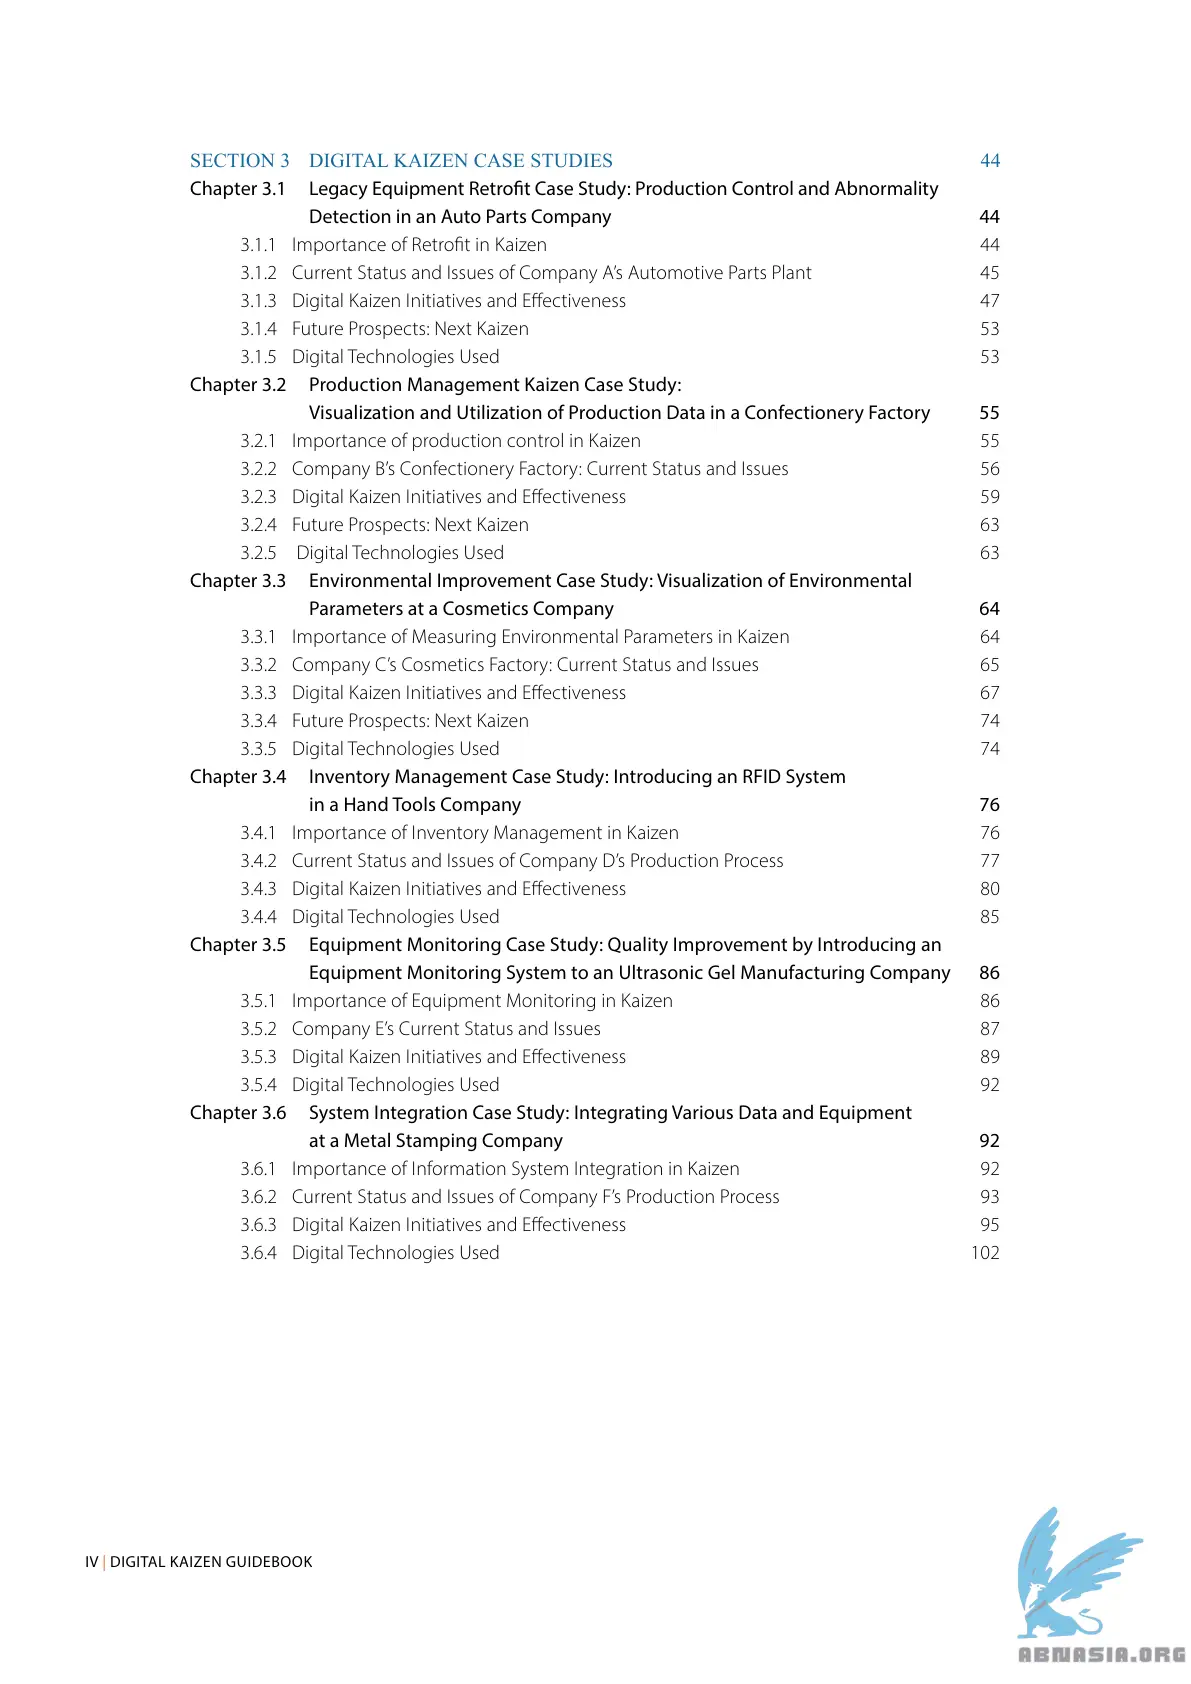 SECTION 3 DIGITAL KAIZEN CASE STUDIES 44
Chapter 3.1 Legacy Equipment Retrofit Case Study: Production Control and Abnormality
Detection in an Auto Parts Company 44
3.1.1 Importance of Retrofit in Kaizen 44
3.1.2 Current Status and Issues of Company A’s Automotive Parts Plant 45
3.1.3 Digital Kaizen Initiatives and Effectiveness 47
3.1.4 Future Prospects: Next Kaizen 53
3.1.5 Digital Technologies Used 53
Chapter 3.2 Production Management Kaizen Case Study:
Visualization and Utilization of Production Data in a Confectionery Factory 55
3.2.1 Importance of production control in Kaizen 55
3.2.2 Company B’s Confectionery Factory: Current Status and Issues 56
3.2.3 Digital Kaizen Initiatives and Effectiveness 59
3.2.4 Future Prospects: Next Kaizen 63
3.2.5 Digital Technologies Used 63
Chapter 3.3 Environmental Improvement Case Study: Visualization of Environmental
Parameters at a Cosmetics Company 64
3.3.1 Importance of Measuring Environmental Parameters in Kaizen 64
3.3.2 Company C’s Cosmetics Factory: Current Status and Issues 65
3.3.3 Digital Kaizen Initiatives and Effectiveness 67
3.3.4 Future Prospects: Next Kaizen 74
3.3.5 Digital Technologies Used 74
Chapter 3.4 Inventory Management Case Study: Introducing an RFID System
in a Hand Tools Company 76
3.4.1 Importance of Inventory Management in Kaizen 76
3.4.2 Current Status and Issues of Company D’s Production Process 77
3.4.3 Digital Kaizen Initiatives and Effectiveness 80
3.4.4 Digital Technologies Used 85
Chapter 3.5 Equipment Monitoring Case Study: Quality Improvement by Introducing an
Equipment Monitoring System to an Ultrasonic Gel Manufacturing Company 86
3.5.1 Importance of Equipment Monitoring in Kaizen 86
3.5.2 Company E’s Current Status and Issues 87
3.5.3 Digital Kaizen Initiatives and Effectiveness 89
3.5.4 Digital Technologies Used 92
Chapter 3.6 System Integration Case Study: Integrating Various Data and Equipment
at a Metal Stamping Company 92
3.6.1 Importance of Information System Integration in Kaizen 92
3.6.2 Current Status and Issues of Company F’s Production Process 93
3.6.3 Digital Kaizen Initiatives and Effectiveness 95
3.6.4 Digital Technologies Used 102
IV | DIGITAL KAIZEN GUIDEBOOK
ABNASIA.ORG